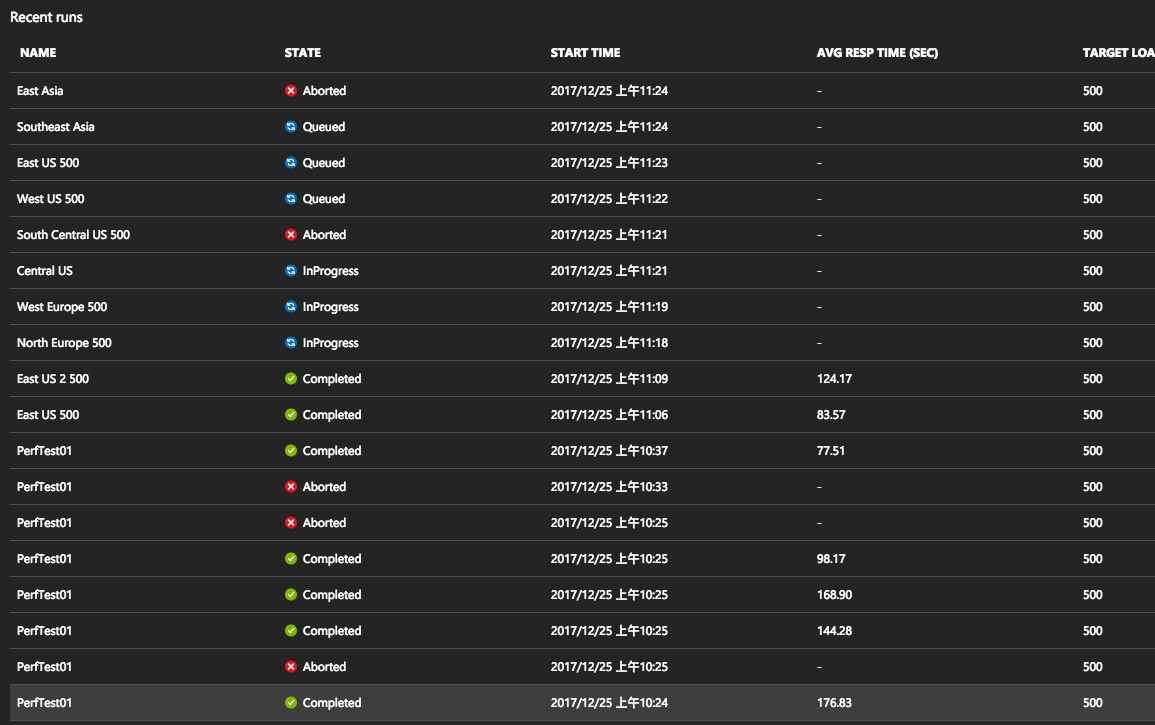 Recent runs
NAME STATE START TIME AVG RESP TIME (SEC) TARGET LOA
East Asia Aborted 2017/12/25 上午11:24 - 500
Southeast Asia Queued 2017/12/25 上午11:24 - 500
East US 500 Queued 2017/12/25 上午11:23 - 500
West US 500 Queued 2017/12/25 上午11:22 - 500
South Central US 500 Aborted 2017/12/25 上午11:21 - 500
Central US InProgress 2017/12/25 上午11:21 - 500
West Europe 500 InProgress 2017/12/25 上午11:19 - 500
North Europe 500 InProgress 2017/12/25 上午11:18 - 500
East US 2 500 Completed 2017/12/25 上午11:09 124.17 500
East US 500 Completed 2017/12/25 上午11:06 83.57 500
PerfTest01 Completed 2017/12/25 上午10:37 77.51 500
PerfTest01 Aborted 2017/12/25 上午10:33 - 500
PerfTest01 Aborted 2017/12/25 上午10:25 - 500
PerfTest01 Completed 2017/12/25 上午10:25 98.17 500
PerfTest01 Completed 2017/12/25 上午10:25 168.90 500
PerfTest01 Completed 2017/12/25 上午10:25 144.28 500
PerfTest01 Aborted 2017/12/25 上午10:25 - 500
PerfTest01 Completed 2017/12/25 上午10:24 176.83 500